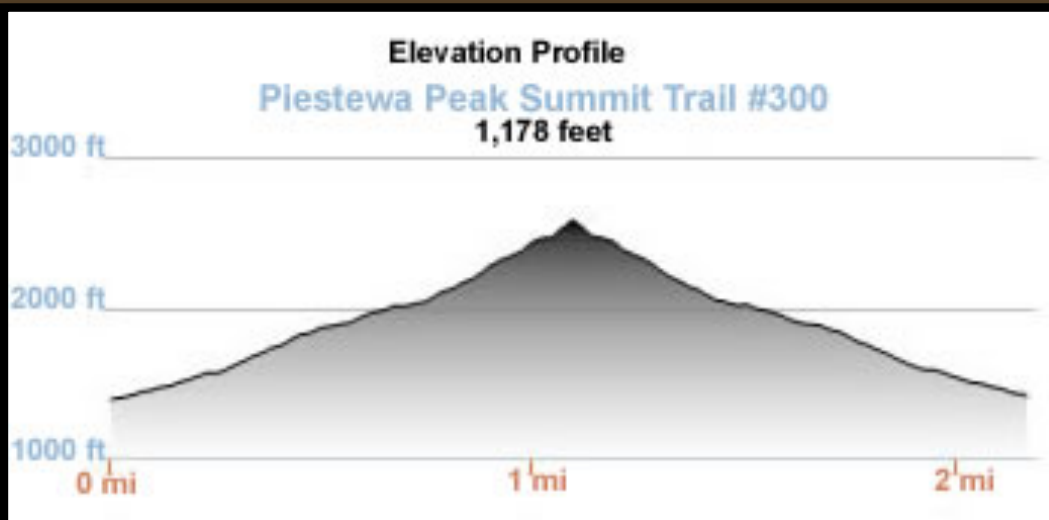 Elevation Profile
Piestewa Peak Summit Trail #300
1,178 feet
3000 ft
2000 ft
1000 ft
0 mi
1 mi
2 mi